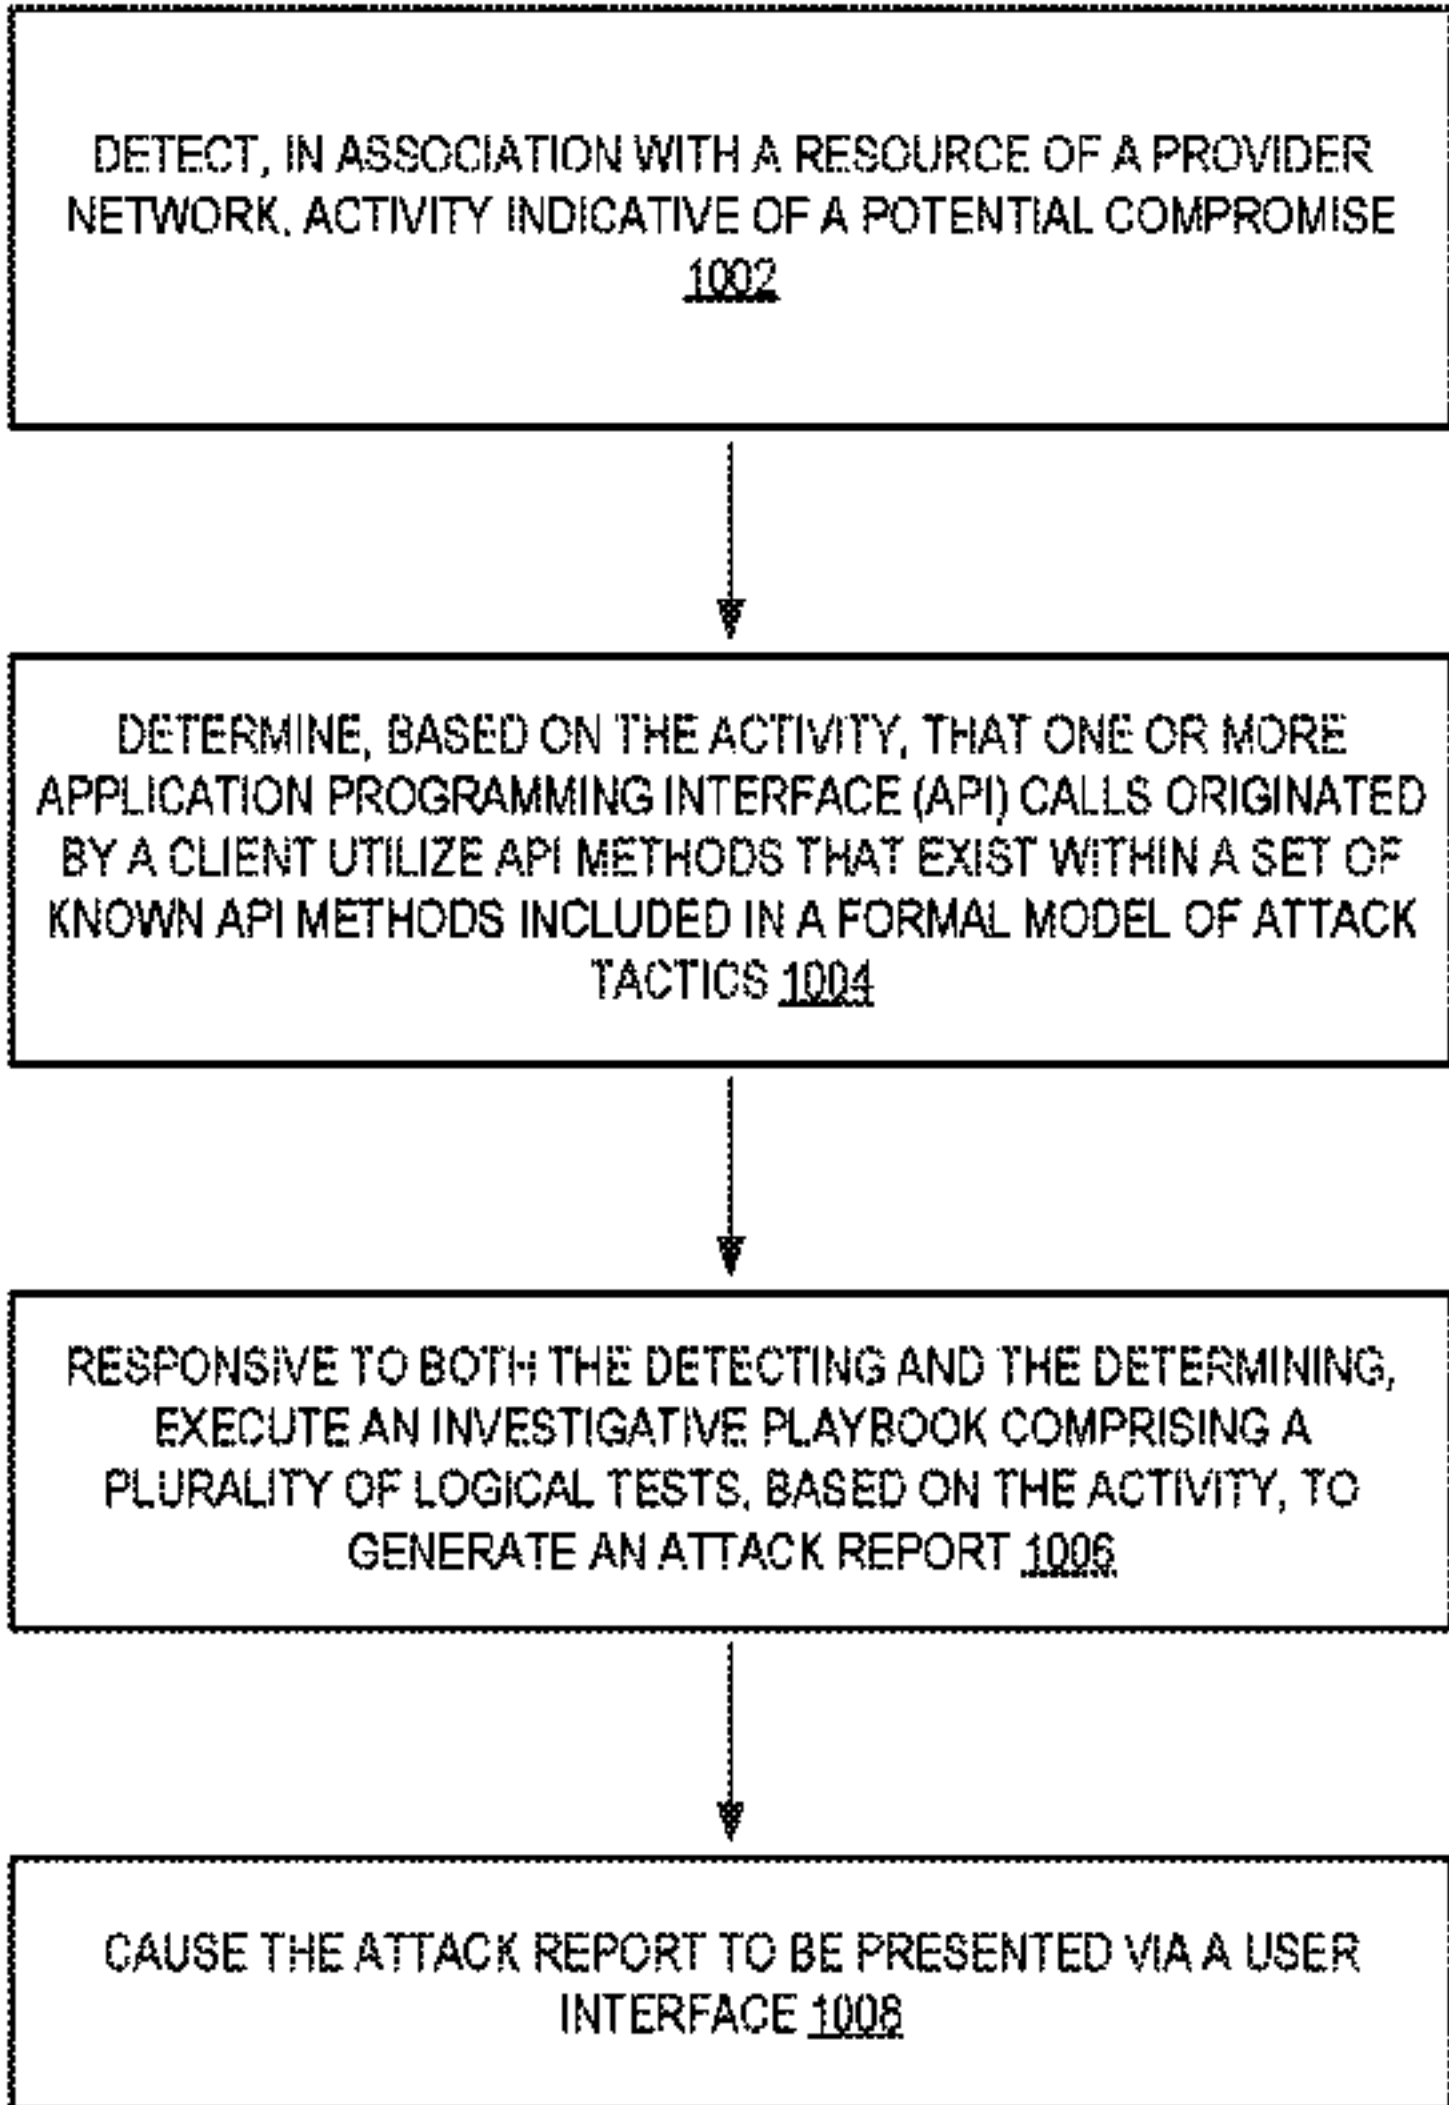 DETECT, IN ASSOCIATION WITH A RESOURCE OF A PROVIDER
NETWORK, ACTIVITY INDICATIVE OF A POTENTIAL COMPROMISE
1002
DETERMINE, BASED ON THE ACTIVITY, THAT ONE OR MORE
APPLICATION PROGRAMMING INTERFACE (API) CALLS ORIGINATED
BY A CLIENT UTILIZE API METHODS THAT EXIST WITHIN A SET OF
KNOWN API METHODS INCLUDED IN A FORMAL MODEL OF ATTACK
TACTICS 1004
RESPONSIVE TO BOTH THE DETECTING AND THE DETERMINING,
EXECUTE AN INVESTIGATIVE PLAYBOOK COMPRISING A
PLURALITY OF LOGICAL TESTS, BASED ON THE ACTIVITY, TO
GENERATE AN ATTACK REPORT 1006
CAUSE THE ATTACK REPORT TO BE PRESENTED VIA A USER
INTERFACE 1008